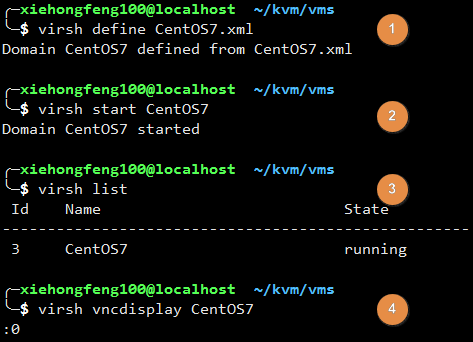 ╭─xiehongfeng100@localhost ~/kvm/vms
╰─$ virsh define CentOS7.xml 1
Domain CentOS7 defined from CentOS7.xml
╭─xiehongfeng100@localhost ~/kvm/vms
╰─$ virsh start CentOS7 2
Domain CentOS7 started
╭─xiehongfeng100@localhost ~/kvm/vms
╰─$ virsh list 3
Id Name State
----------------------------------------------------
3 CentOS7 running
╭─xiehongfeng100@localhost ~/kvm/vms
╰─$ virsh vncdisplay CentOS7 4
:0